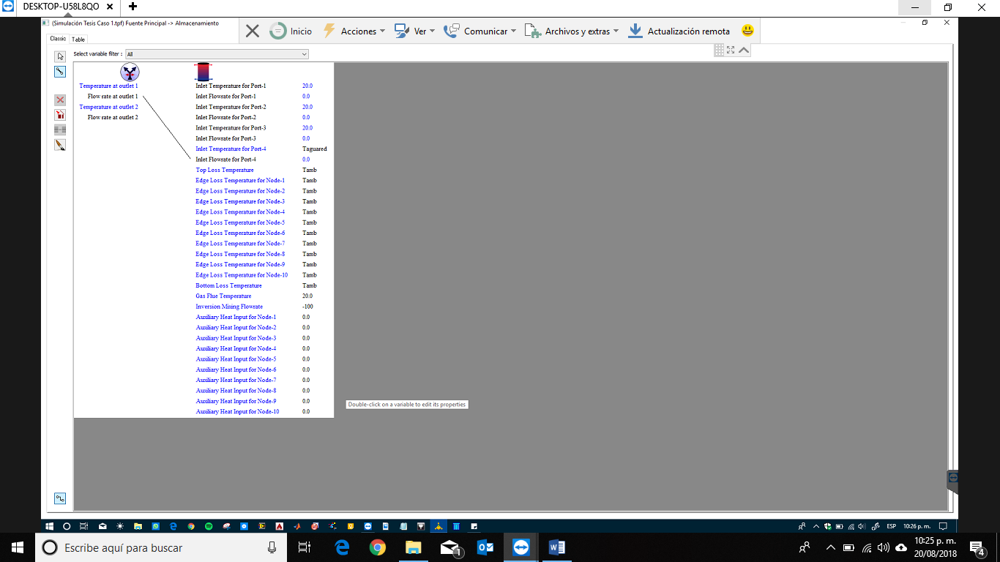 DESKTOP-U58L8QO
(Simulación Tesis Caso 1.tpf) Fuente Principal -> Almacenamiento
Inicio Acciones Ver Comunicar Archivos y extras Actualización remota
Classic Table
Select variable filter : All
Temperature at outlet 1 Inlet Temperature for Port-1 20.0
Flow rate at outlet 1 Inlet Flowrate for Port-1 0.0
Temperature at outlet 2 Inlet Temperature for Port-2 20.0
Flow rate at outlet 2 Inlet Flowrate for Port-2 0.0
Inlet Temperature for Port-3 20.0
Inlet Flowrate for Port-3 0.0
Inlet Temperature for Port-4 Taguared
Inlet Flowrate for Port-4 0.0
Top Loss Temperature Tamb
Edge Loss Temperature for Node-1 Tamb
Edge Loss Temperature for Node-2 Tamb
Edge Loss Temperature for Node-3 Tamb
Edge Loss Temperature for Node-4 Tamb
Edge Loss Temperature for Node-5 Tamb
Edge Loss Temperature for Node-6 Tamb
Edge Loss Temperature for Node-7 Tamb
Edge Loss Temperature for Node-8 Tamb
Edge Loss Temperature for Node-9 Tamb
Edge Loss Temperature for Node-10 Tamb
Bottom Loss Temperature Tamb
Gas Flue Temperature 20.0
Inversion Mixing Flowrate -100
Auxiliary Heat Input for Node-1 0.0
Auxiliary Heat Input for Node-2 0.0
Auxiliary Heat Input for Node-3 0.0
Auxiliary Heat Input for Node-4 0.0
Auxiliary Heat Input for Node-5 0.0
Auxiliary Heat Input for Node-6 0.0
Auxiliary Heat Input for Node-7 0.0
Auxiliary Heat Input for Node-8 0.0
Auxiliary Heat Input for Node-9 0.0
Auxiliary Heat Input for Node-10 0.0
Double-click on a variable to edit its properties
ESP 10:26 p. m.
Escribe aquí para buscar
1
10:25 p. m.
20/08/2018
4